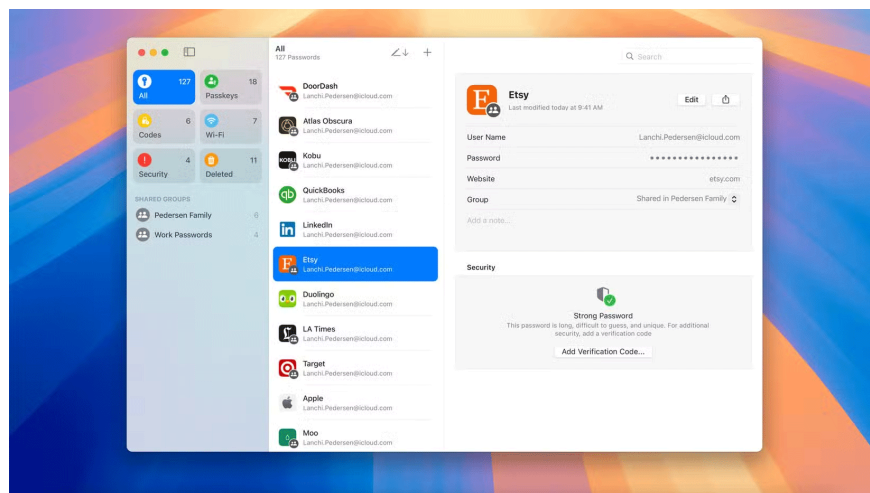 127
All
18
Passkeys
6
Codes
7
Wi-Fi
4
Security
11
Deleted
SHARED GROUPS
Pedersen Family 6
Work Passwords 4
All
127 Passwords
DoorDash
Lanchi.Pedersen@icloud.com
Atlas Obscura
Lanchi.Pedersen@icloud.com
KOBU
Kobu
Lanchi.Pedersen@icloud.com
qb
QuickBooks
Lanchi.Pedersen@icloud.com
in
LinkedIn
Lanchi.Pedersen@icloud.com
E
Etsy
Lanchi.Pedersen@icloud.com
Duolingo
Lanchi.Pedersen@icloud.com
LA Times
Lanchi.Pedersen@icloud.com
Target
Lanchi.Pedersen@icloud.com
Apple
Lanchi.Pedersen@icloud.com
Moo
Lanchi.Pedersen@icloud.com
Search
E
Etsy
Last modified today at 9:41 AM
Edit
User Name Lanchi.Pedersen@icloud.com
Password ••••••••••••••••
Website etsy.com
Group Shared in Pedersen Family
Add a note...
Security
Strong Password
This password is long, difficult to guess, and unique. For additional
security, add a verification code
Add Verification Code...